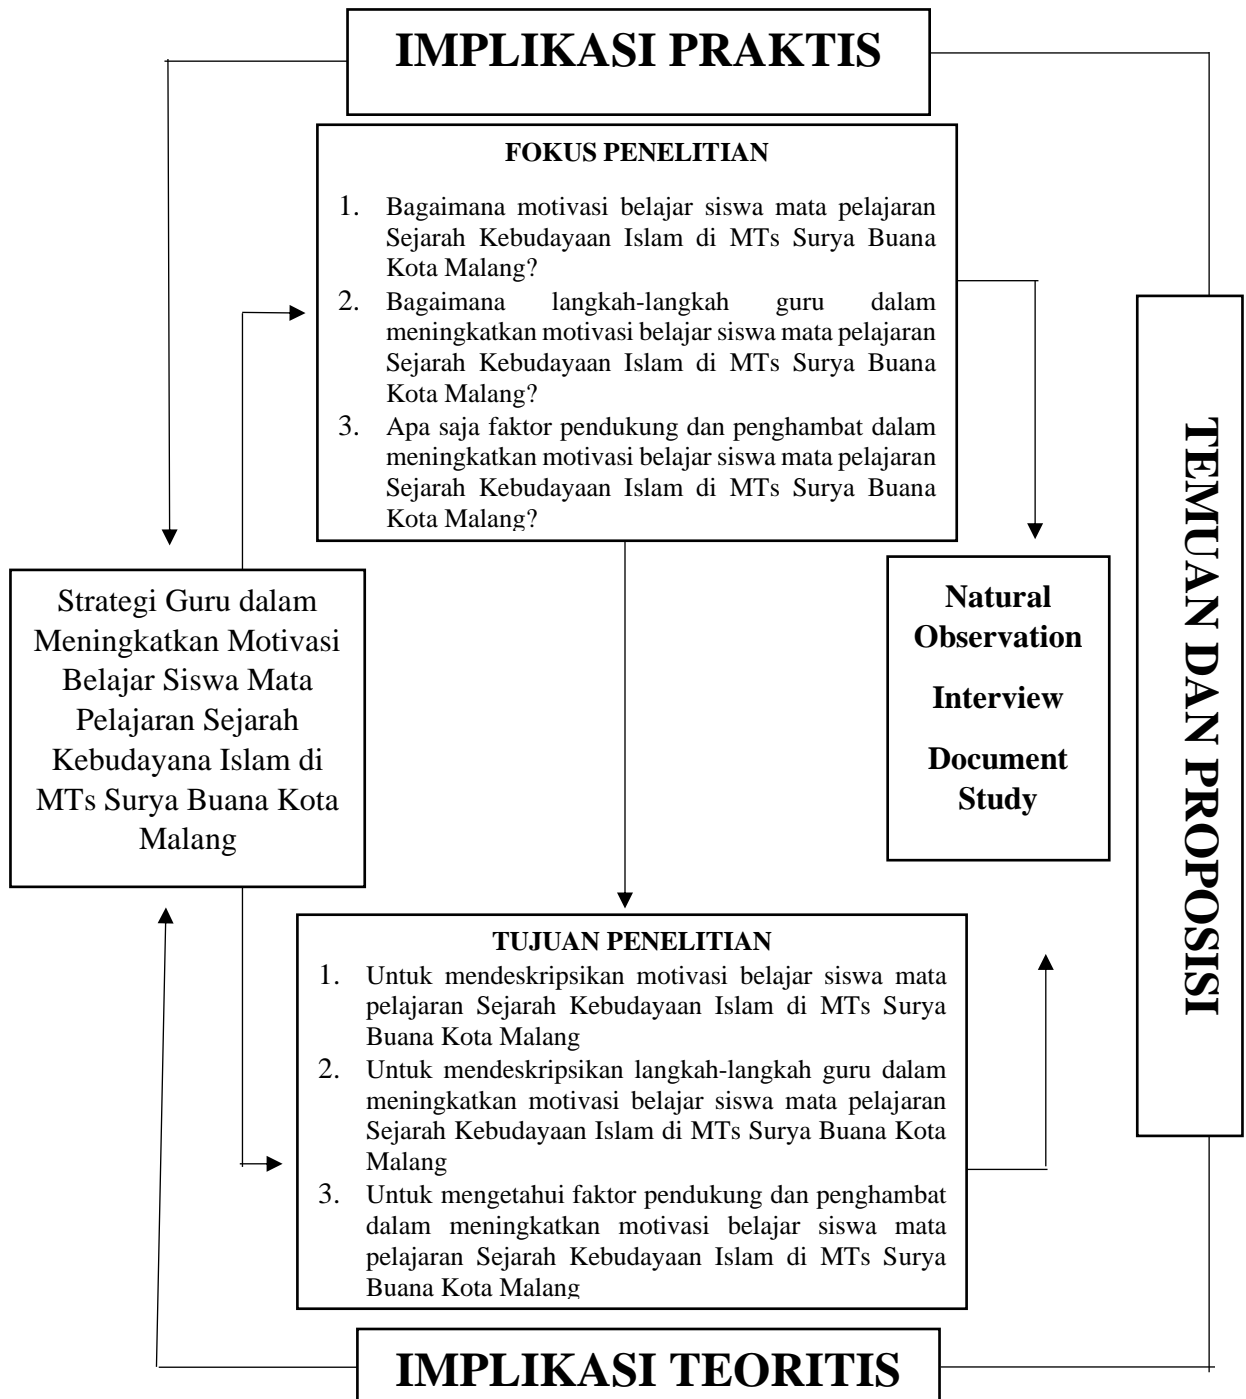 IMPLIKASI PRAKTIS
FOKUS PENELITIAN
1. Bagaimana motivasi belajar siswa mata pelajaran
Sejarah Kebudayaan Islam di MTs Surya Buana
Kota Malang?
2. Bagaimana langkah-langkah guru dalam
meningkatkan motivasi belajar siswa mata pelajaran
Sejarah Kebudayaan Islam di MTs Surya Buana
Kota Malang?
3. Apa saja faktor pendukung dan penghambat dalam
meningkatkan motivasi belajar siswa mata pelajaran
Sejarah Kebudayaan Islam di MTs Surya Buana
Kota Malang?
Strategi Guru dalam
Meningkatkan Motivasi
Belajar Siswa Mata
Pelajaran Sejarah
Kebudayana Islam di
MTs Surya Buana Kota
Malang
Natural
Observation
Interview
Document
Study
TEMUAN DAN PROPOSISI
TUJUAN PENELITIAN
1. Untuk mendeskripsikan motivasi belajar siswa mata
pelajaran Sejarah Kebudayaan Islam di MTs Surya
Buana Kota Malang
2. Untuk mendeskripsikan langkah-langkah guru dalam
meningkatkan motivasi belajar siswa mata pelajaran
Sejarah Kebudayaan Islam di MTs Surya Buana Kota
Malang
3. Untuk mengetahui faktor pendukung dan penghambat
dalam meningkatkan motivasi belajar siswa mata
pelajaran Sejarah Kebudayaan Islam di MTs Surya
Buana Kota Malang
IMPLIKASI TEORITIS